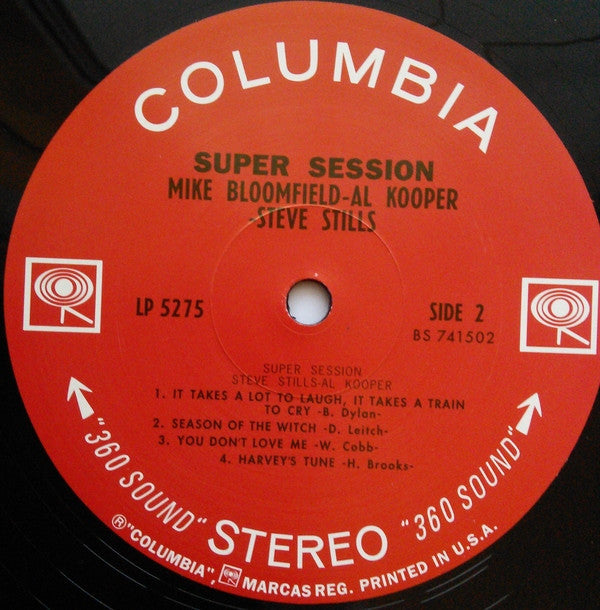 COLUMBIA
SUPER SESSION
MIKE BLOOMFIELD-AL KOOPER
-STEVE STILLS
LP 5275
SIDE 2
BS 741502
SUPER SESSION
STEVE STILLS-AL KOOPER
1. IT TAKES A LOT TO LAUGH, IT TAKES A TRAIN
TO CRY -B. Dylan-
2. SEASON OF THE WITCH -D. Leitch-
3. YOU DON'T LOVE ME -W. Cobb-
4. HARVEY'S TUNE -H. Brooks-
"360 SOUND" STEREO "360 SOUND"
®"COLUMBIA", MARCAS REG. PRINTED IN U.S.A.